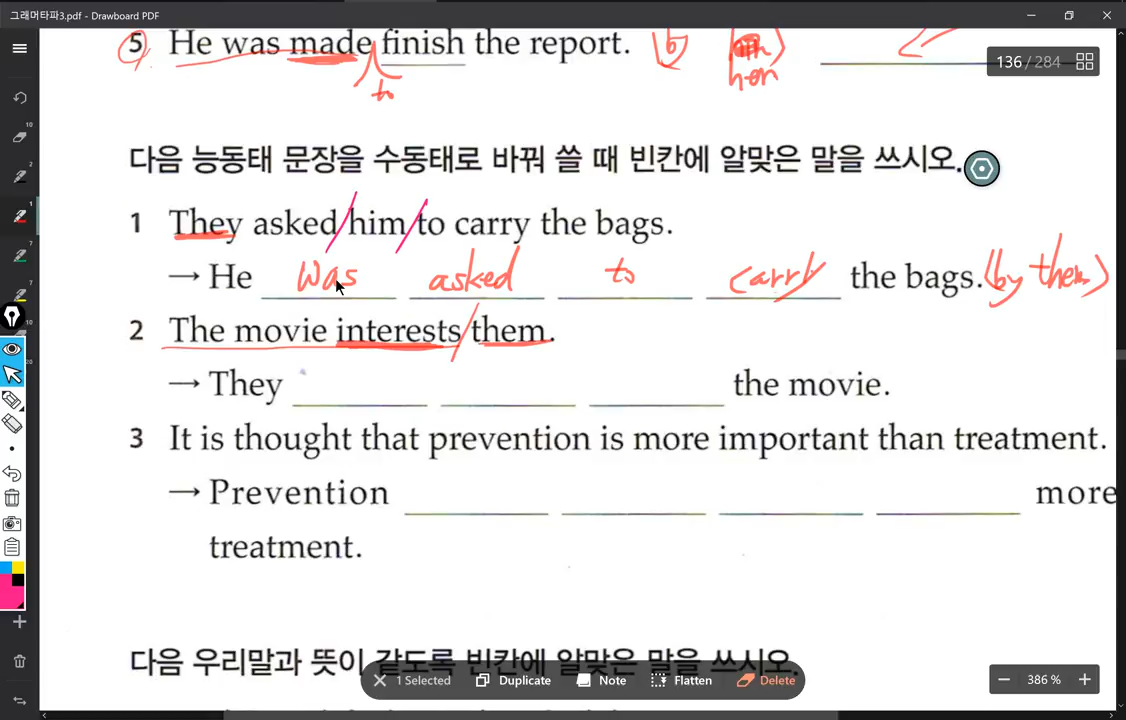 그래머타파3.pdf - Drawboard PDF
5 He was made finish the report.
to
136 / 284
다음 능동태 문장을 수동태로 바꿔 쓸 때 빈칸에 알맞은 말을 쓰시오.
1 They asked/him/to carry the bags.
→ He was asked to carry the bags. (by them)
2 The movie interests/them.
→ They the movie.
3 It is thought that prevention is more important than treatment.
→ Prevention more
treatment.
다음 우리말과 뜻이 같도록 빈칸에 알맞은 말을 쓰시오.
1 Selected Duplicate Note Flatten Delete
386 %